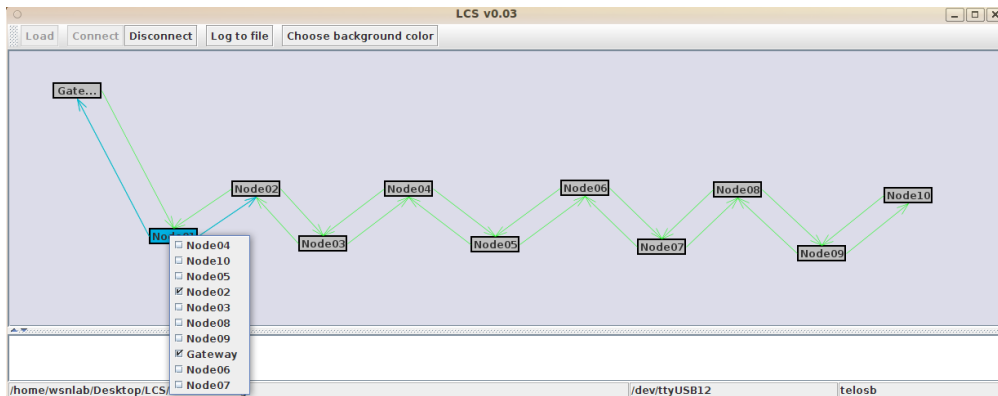 LCS v0.03
Load Connect Disconnect Log to file Choose background color
Gate...
Node02
Node04
Node06
Node08
Node10
Node03
Node05
Node07
Node09
Node04
Node10
Node05
Node02
Node03
Node08
Node09
Gateway
Node06
Node07
/home/wsnlab/Desktop/LCS/
/dev/ttyUSB12
telosb